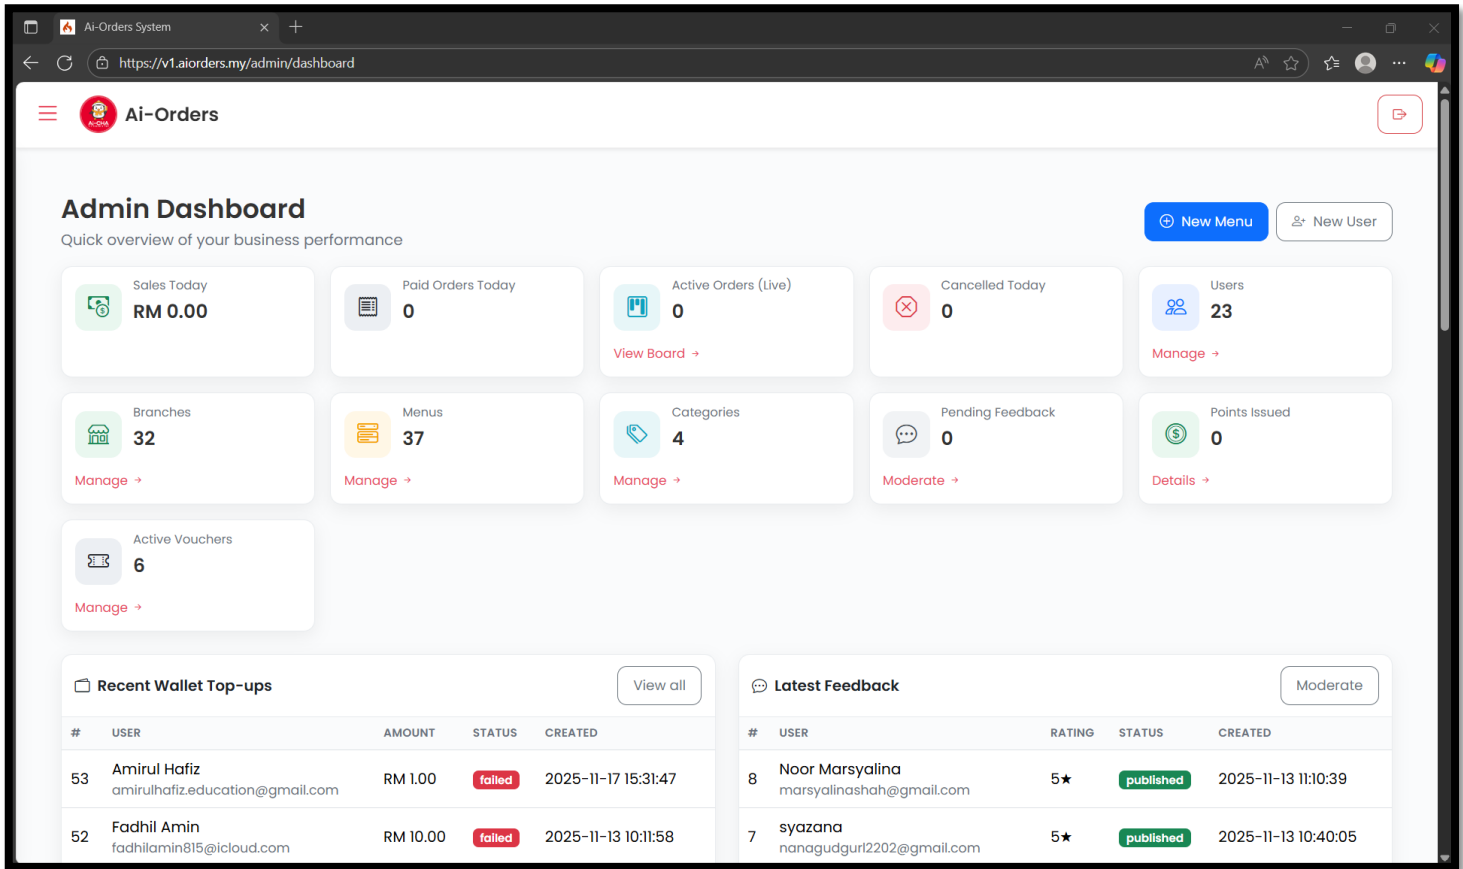 Ai-Orders System
https://v1.aiorders.my/admin/dashboard
Ai-CHA
Ai-Orders
Admin Dashboard
Quick overview of your business performance
New Menu
New User
Sales Today
RM 0.00
Paid Orders Today
0
Active Orders (Live)
0
View Board →
Cancelled Today
0
Users
23
Manage →
Branches
32
Manage →
Menus
37
Manage →
Categories
4
Manage →
Pending Feedback
0
Moderate →
Points Issued
0
Details →
Active Vouchers
6
Manage →
Recent Wallet Top-ups
View all
# USER AMOUNT STATUS CREATED
53 Amirul Hafiz RM 1.00 failed 2025-11-17 15:31:47
amirulhafiz.education@gmail.com
52 Fadhil Amin RM 10.00 failed 2025-11-13 10:11:58
fadhilamin815@icloud.com
Latest Feedback
Moderate
# USER RATING STATUS CREATED
8 Noor Marsyalina 5★ published 2025-11-13 11:10:39
marsyalinashah@gmail.com
7 syazana 5★ published 2025-11-13 10:40:05
nanagudgurl2202@gmail.com